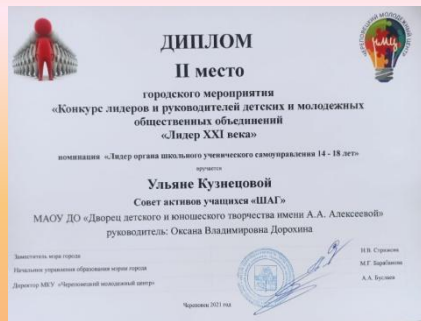 ДИПЛОМ
II место
городского мероприятия
«Конкурс лидеров и руководителей детских и молодежных
общественных объединений
«Лидер XXI века»
номинация «Лидер органа школьного ученического самоуправления 14 - 18 лет»
вручается
Ульяне Кузнецовой
Совет активов учащихся «ШАГ»
МАОУ ДО «Дворец детского и юношеского творчества имени А.А. Алексеевой»
руководитель: Оксана Владимировна Дорохина
Заместитель мэра города
Начальник управления образования мэрии города
М.Г. Барабанова
Директор МКУ «Череповецкий молодежный центр»
А.А. Буслаев
Череповец 2021 год